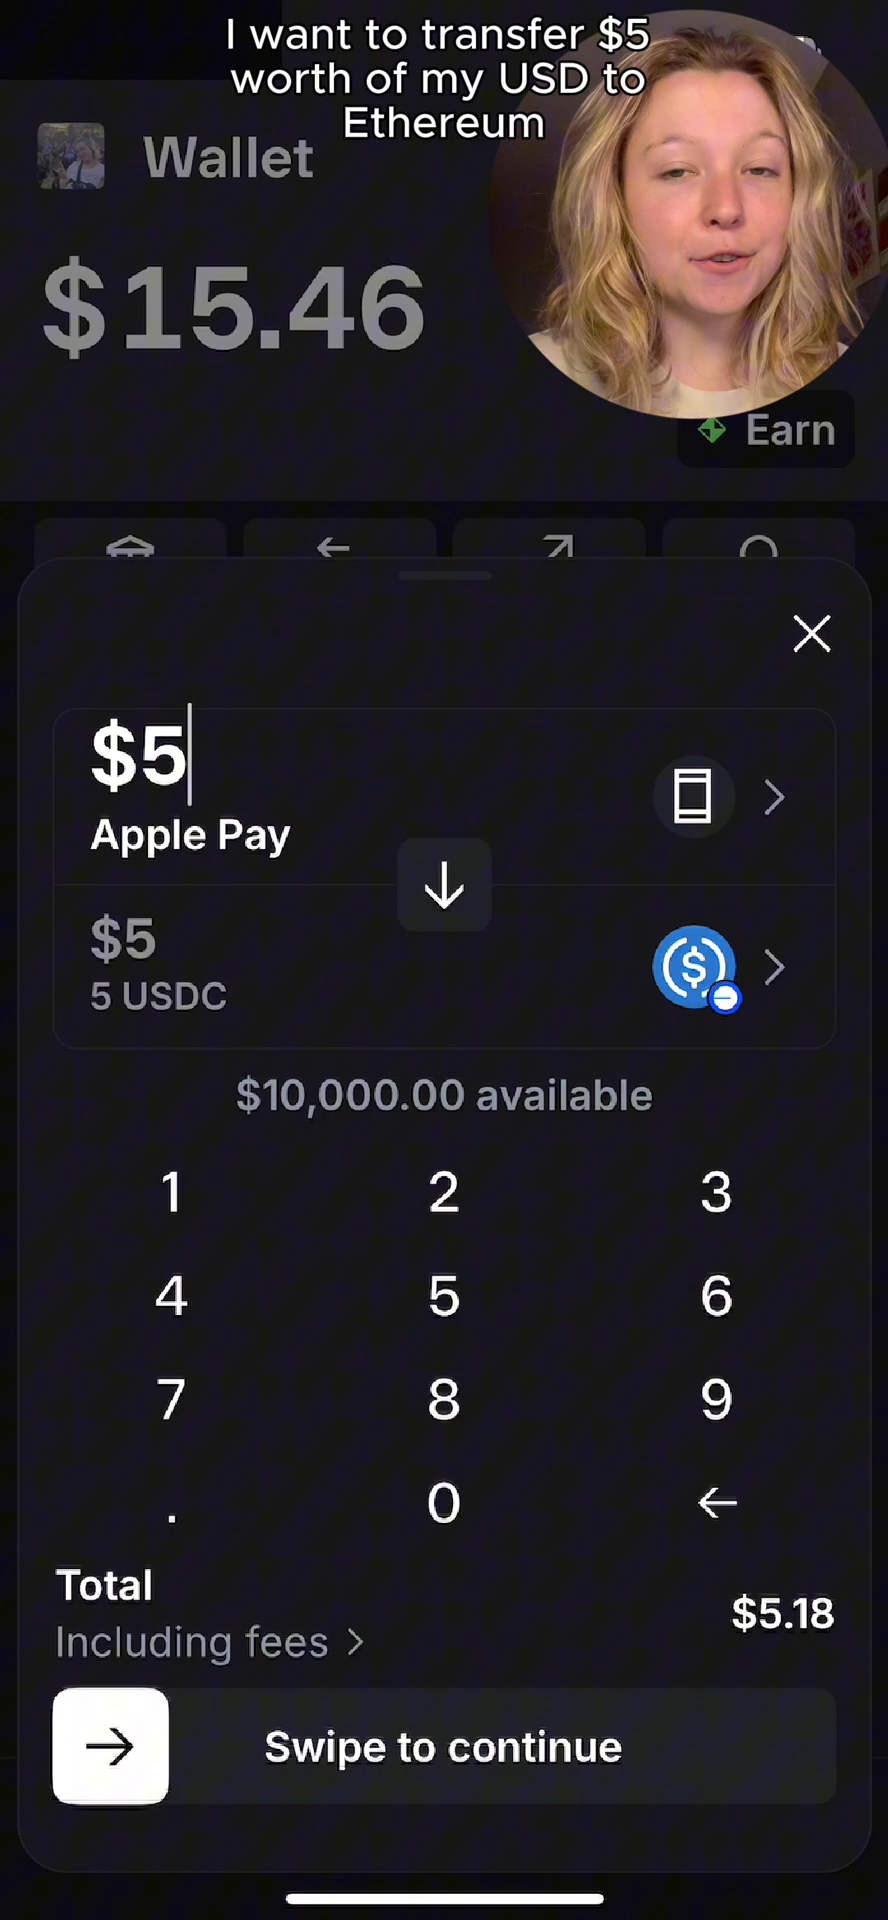 I want to transfer $5
worth of my USD to
Ethereum
Wallet
$15.46
Earn
$5
Apple Pay
$5
5 USDC
$10,000.00 available
1 2 3
4 5 6
7 8 9
. 0
Total
Including fees
$5.18
Swipe to continue